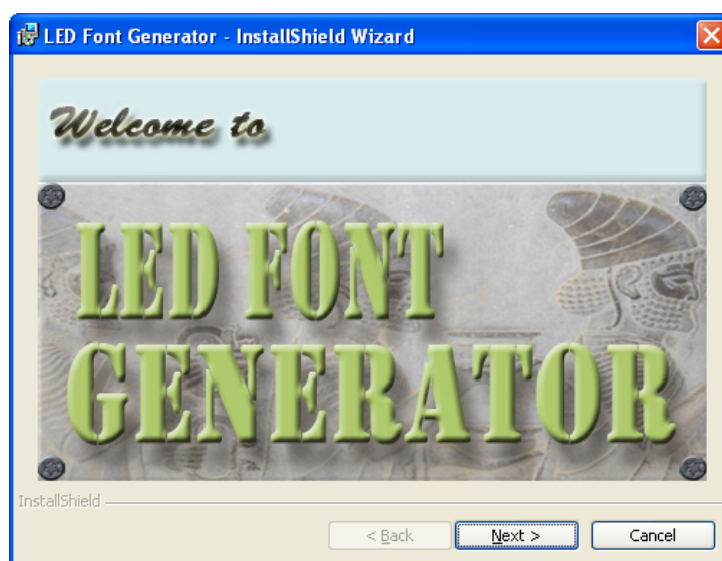 LED Font Generator - InstallShield Wizard
Welcome to
LED FONT
GENERATOR
InstallShield
< Back
Next >
Cancel